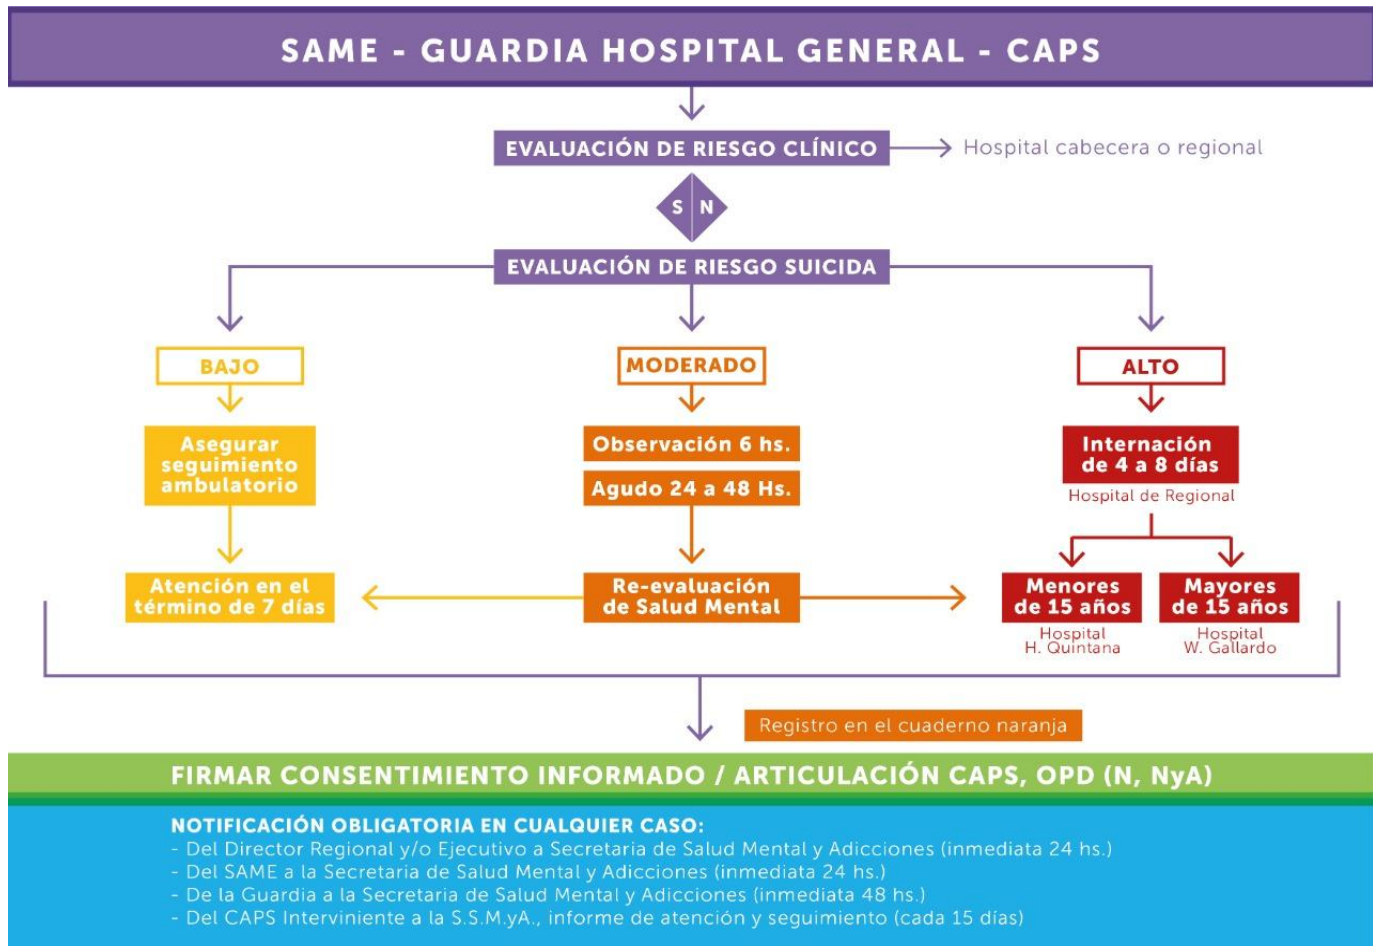 SAME - GUARDIA HOSPITAL GENERAL - CAPS
EVALUACIÓN DE RIESGO CLÍNICO
Hospital cabecera o regional
S N
EVALUACIÓN DE RIESGO SUICIDA
BAJO
MODERADO
ALTO
Asegurar
seguimiento
ambulatorio
Observación 6 hs.
Agudo 24 a 48 Hs.
Internación
de 4 a 8 días
Hospital de Regional
Atención en el
término de 7 días
Re-evaluación
de Salud Mental
Menores
de 15 años
Hospital
H. Quintana
Mayores
de 15 años
Hospital
W. Gallardo
Registro en el cuaderno naranja
FIRMAR CONSENTIMIENTO INFORMADO / ARTICULACIÓN CAPS, OPD (N, NyA)
NOTIFICACIÓN OBLIGATORIA EN CUALQUIER CASO:
- Del Director Regional y/o Ejecutivo a Secretaria de Salud Mental y Adicciones (inmediata 24 hs.)
- Del SAME a la Secretaria de Salud Mental y Adicciones (inmediata 24 hs.)
- De la Guardia a la Secretaria de Salud Mental y Adicciones (inmediata 48 hs.)
- Del CAPS Interviniente a la S.S.M.yA., informe de atención y seguimiento (cada 15 días)